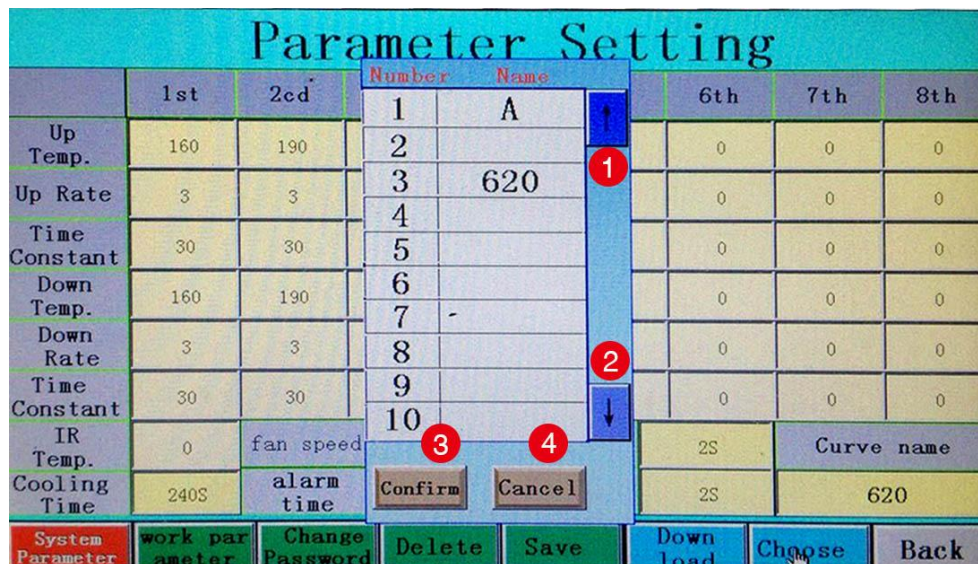 Parameter Setting
Number Name
1st 2cd 6th 7th 8th
1 A
2
3 620
4
5
6
7 -
8
9
10
↑
1
2
↓
3
4
Confirm Cancel
Up
Temp. 160 190 0 0 0
Up Rate 3 3 0 0 0
Time
Constant 30 30 0 0 0
Down
Temp. 160 190 0 0 0
Down
Rate 3 3 0 0 0
Time
Constant 30 30 0 0 0
IR
Temp. 0 fan speed 2S Curve name
Cooling
Time 240S alarm
time 2S 620
System
Parameter
work par
ameter
Change
Password
Delete
Save
Down
load
Choose
Back